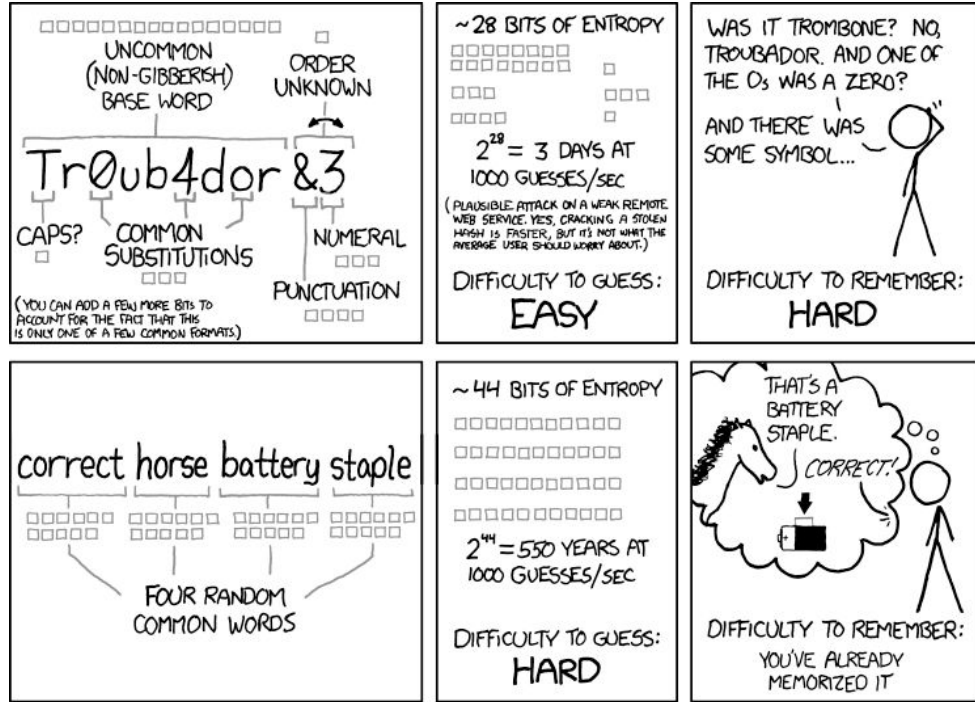 UNCOMMON
(NON-GIBBERISH)
BASE WORD
ORDER
UNKNOWN
Tr0ub4dor &3
CAPS?
COMMON
SUBSTITUTIONS
NUMERAL
PUNCTUATION
(YOU CAN ADD A FEW MORE BITS TO
ACCOUNT FOR THE FACT THAT THIS
IS ONLY ONE OF A FEW COMMON FORMATS.)
~28 BITS OF ENTROPY
2^28 = 3 DAYS AT
1000 GUESSES/SEC
(PLAUSIBLE ATTACK ON A WEAK REMOTE
WEB SERVICE. YES, CRACKING A STOLEN
HASH IS FASTER, BUT IT'S NOT WHAT THE
AVERAGE USER SHOULD WORRY ABOUT.)
DIFFICULTY TO GUESS:
EASY
WAS IT TROMBONE? NO,
TROUBADOR. AND ONE OF
THE Os WAS A ZERO?
AND THERE WAS
SOME SYMBOL...
DIFFICULTY TO REMEMBER:
HARD
correct horse battery staple
FOUR RANDOM
COMMON WORDS
~44 BITS OF ENTROPY
2^44 = 550 YEARS AT
1000 GUESSES/SEC
DIFFICULTY TO GUESS:
HARD
THAT'S A
BATTERY
STAPLE.
CORRECT!
DIFFICULTY TO REMEMBER:
YOU'VE ALREADY
MEMORIZED IT